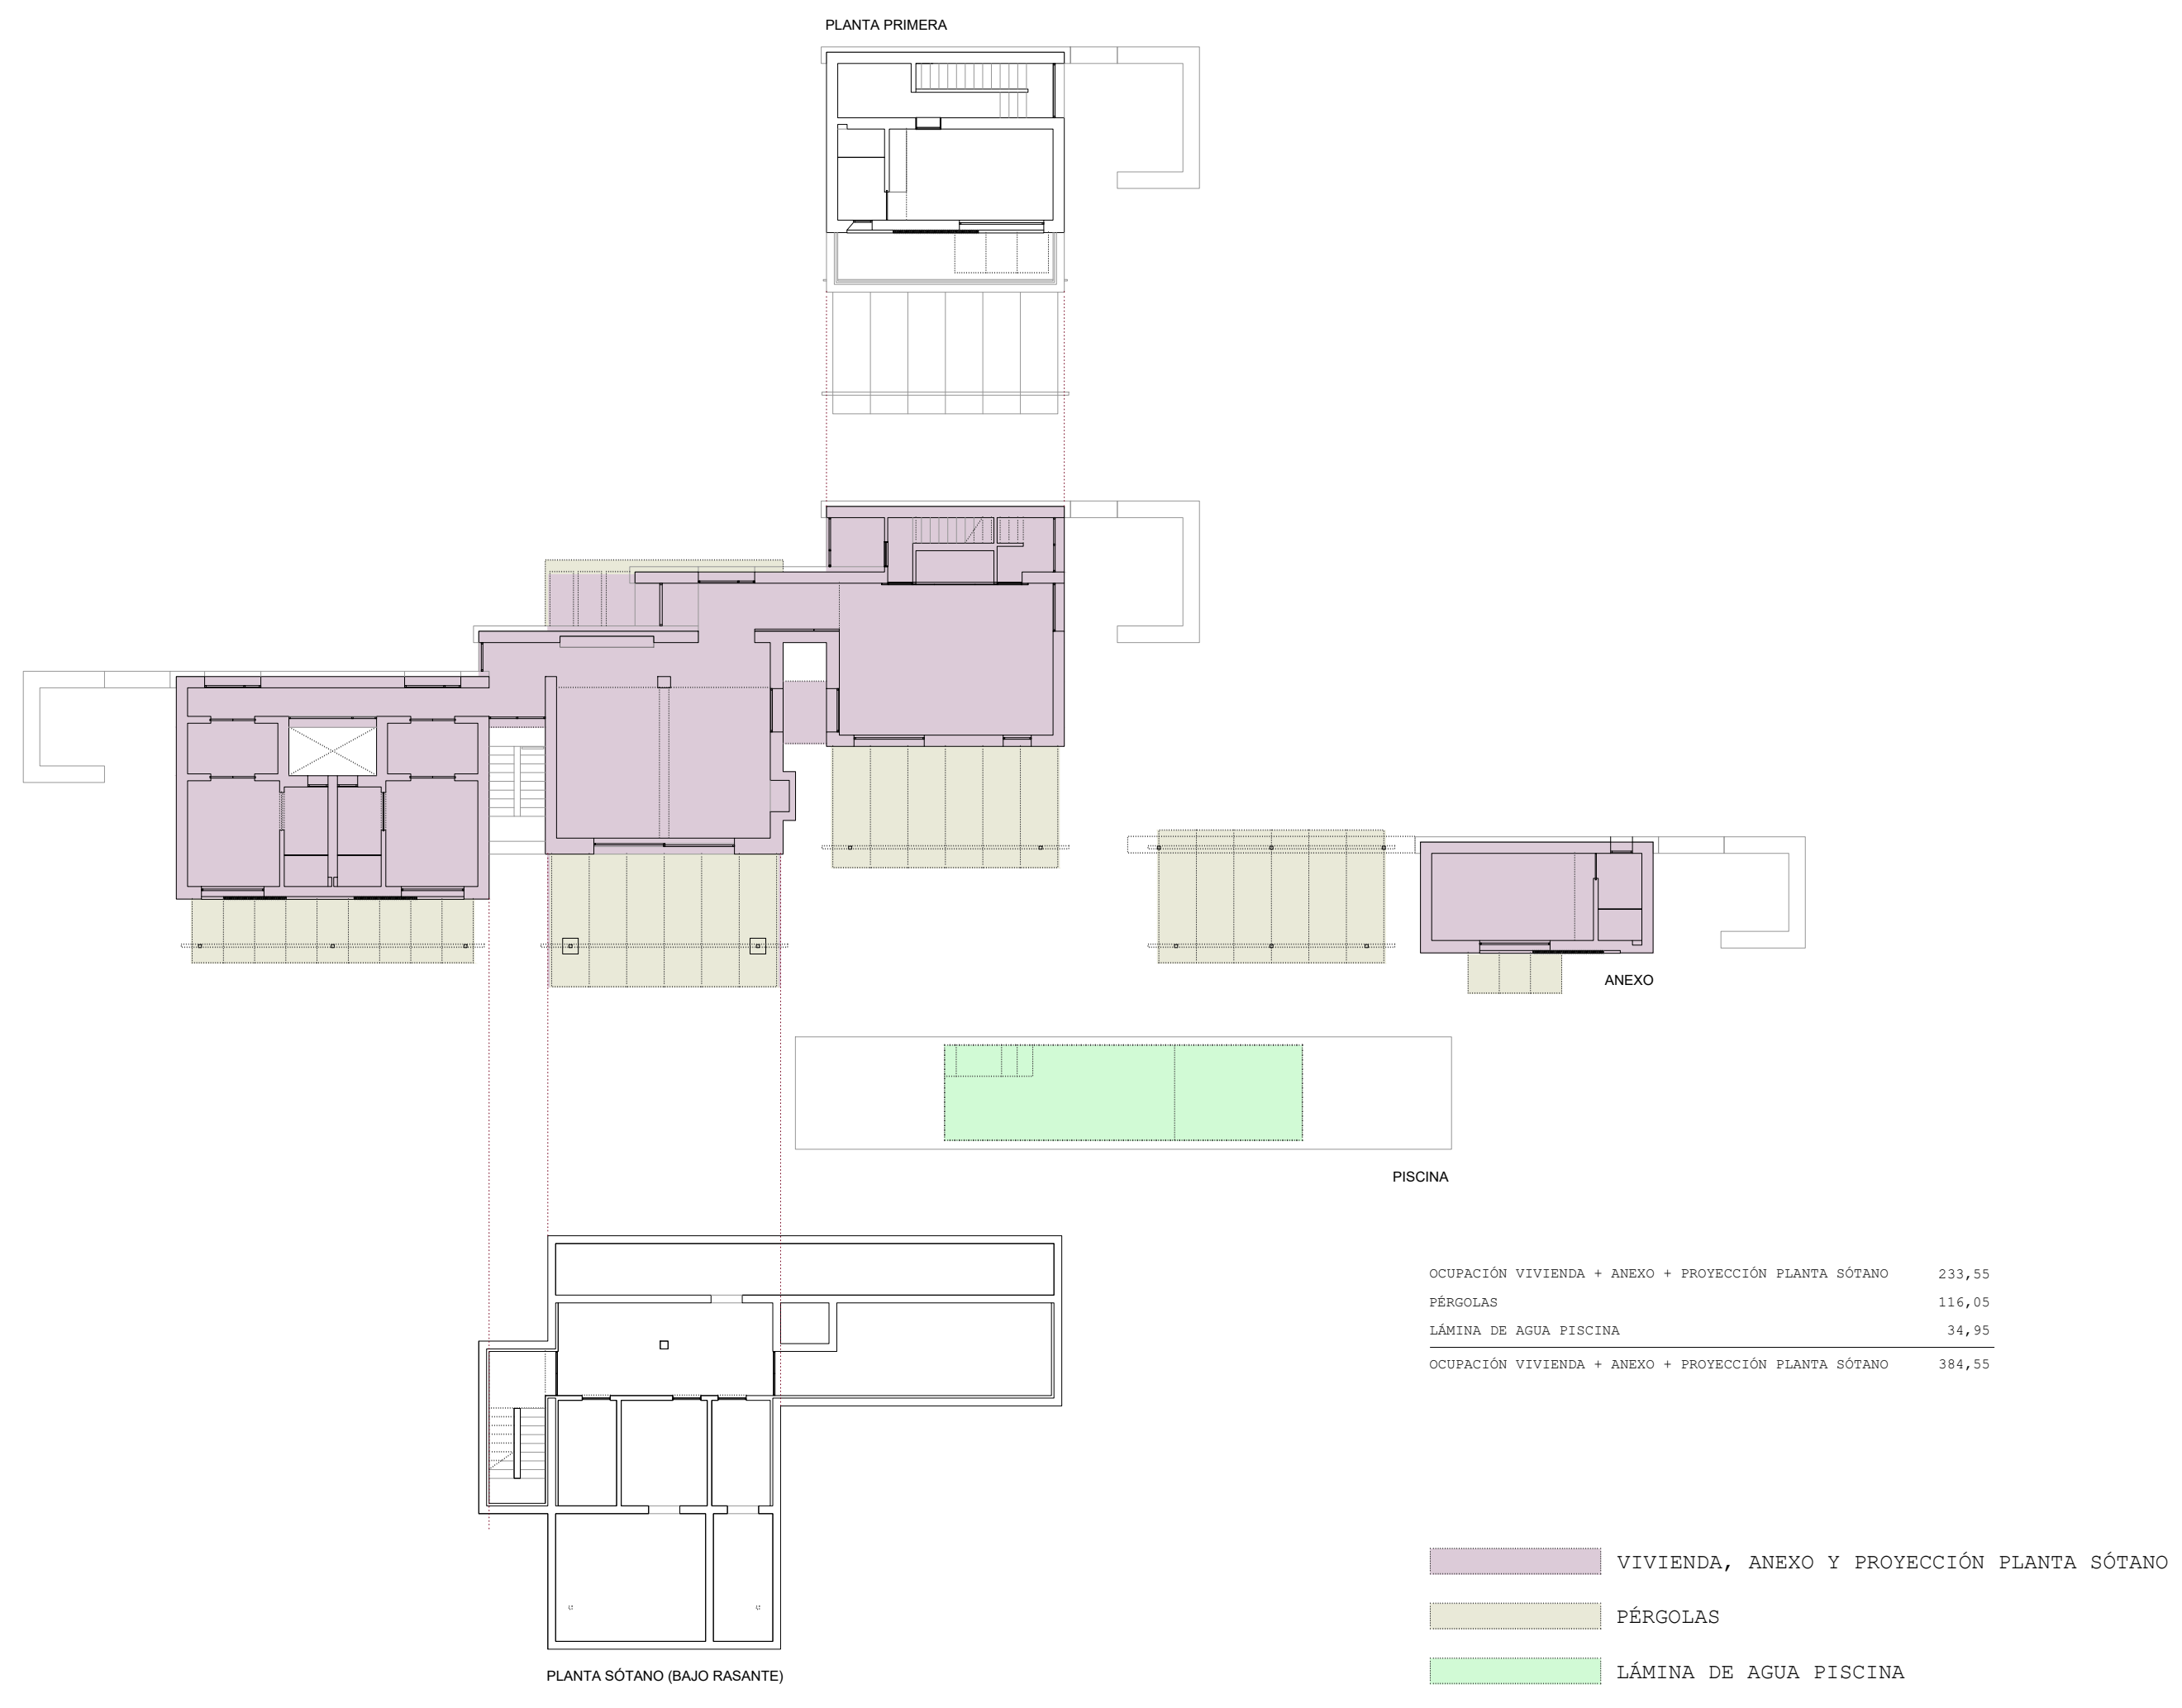 PLANTA PRIMERA
ANEXO
PISCINA
OCUPACIÓN VIVIENDA + ANEXO + PROYECCIÓN PLANTA SÓTANO 233,55
PÉRGOLAS 116,05
LÁMINA DE AGUA PISCINA 34,95
OCUPACIÓN VIVIENDA + ANEXO + PROYECCIÓN PLANTA SÓTANO 384,55
VIVIENDA, ANEXO Y PROYECCIÓN PLANTA SÓTANO
PÉRGOLAS
LÁMINA DE AGUA PISCINA
PLANTA SÓTANO (BAJO RASANTE)